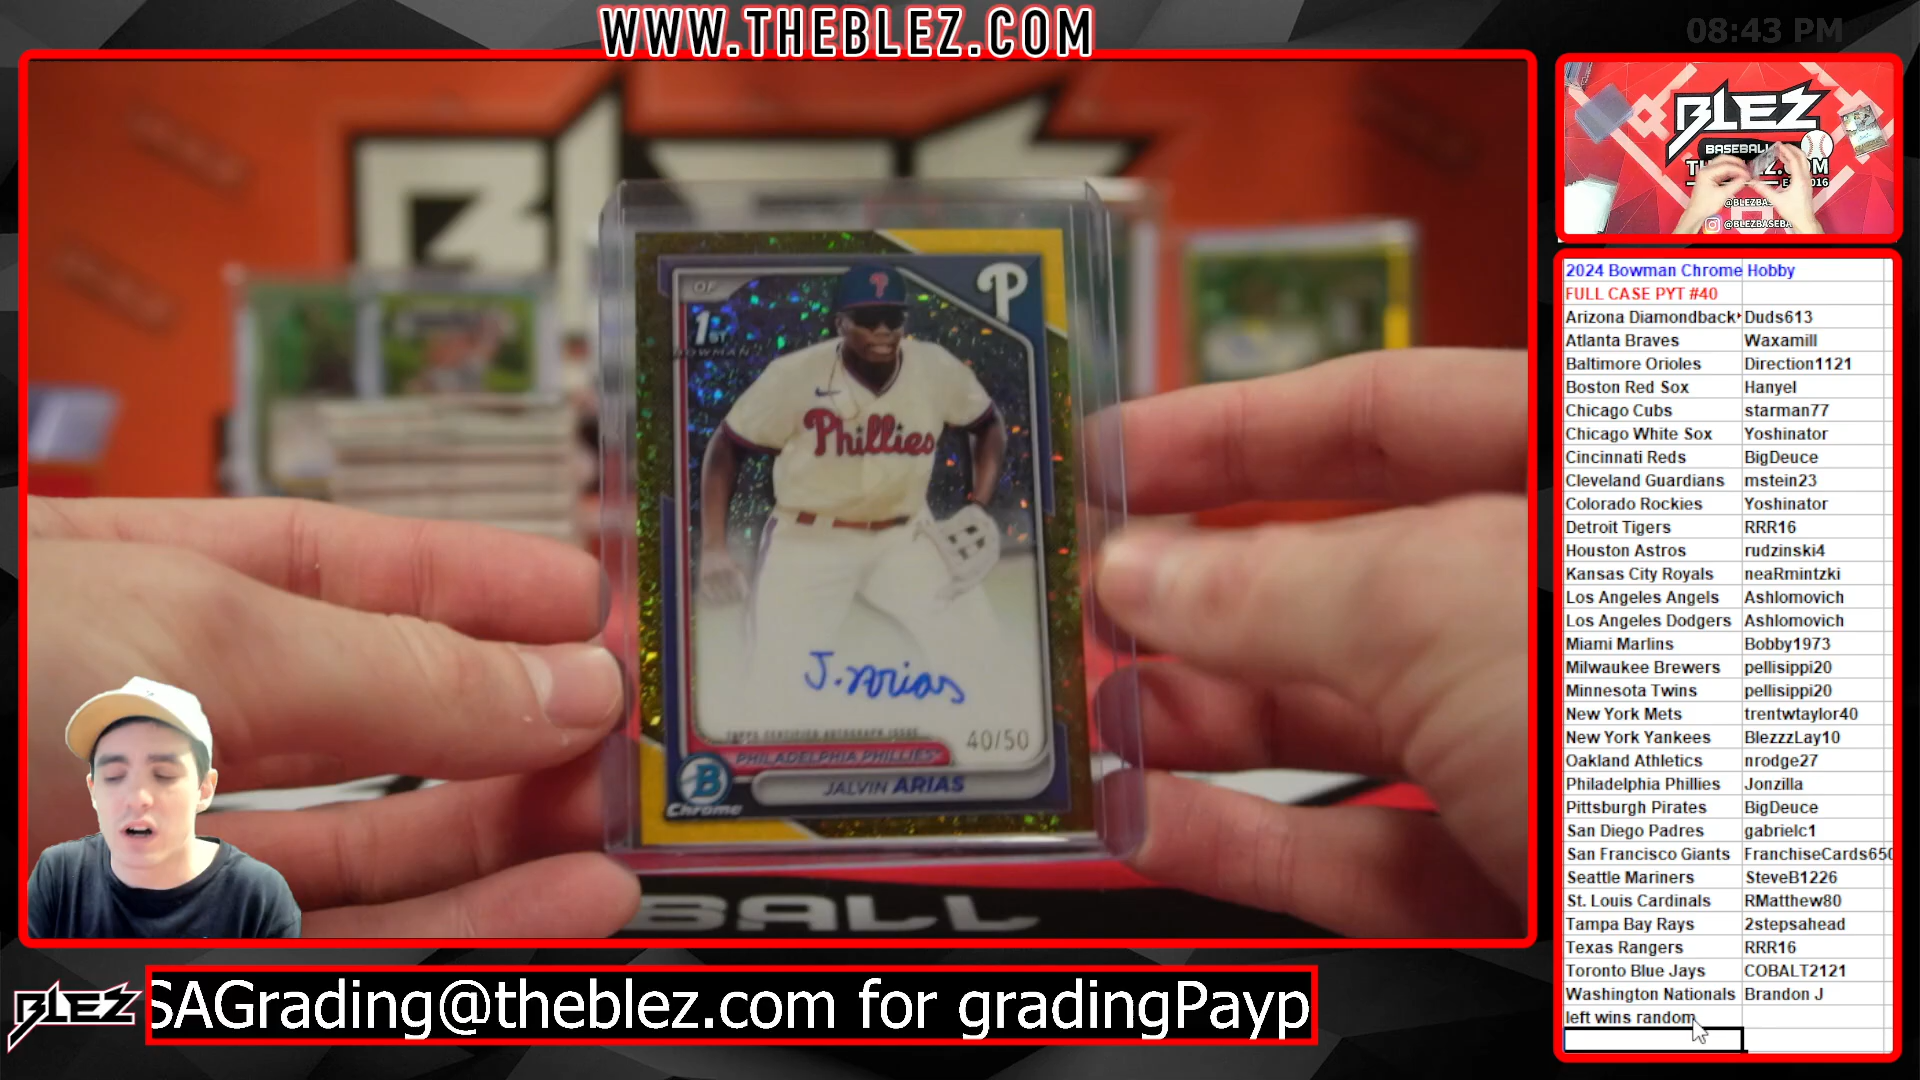 WWW.THEBLEZ.COM
08:43 PM
BLEZ
BASEBALL
@BLEZBASEBA
OF
1ST
BOWMAN
P
Phillies
J. Arias
TOPPS CERTIFIED AUTOGRAPH ISSUE
40/50
PHILADELPHIA PHILLIES
JALVIN ARIAS
B
Chrome
BALL
2024 Bowman Chrome Hobby
FULL CASE PYT #40
Arizona Diamondback Duds613
Atlanta Braves Waxamill
Baltimore Orioles Direction1121
Boston Red Sox Hanyel
Chicago Cubs starman77
Chicago White Sox Yoshinator
Cincinnati Reds BigDeuce
Cleveland Guardians mstein23
Colorado Rockies Yoshinator
Detroit Tigers RRR16
Houston Astros rudzinski4
Kansas City Royals neaRmintzki
Los Angeles Angels Ashlomovich
Los Angeles Dodgers Ashlomovich
Miami Marlins Bobby1973
Milwaukee Brewers pellisippi20
Minnesota Twins pellisippi20
New York Mets trentwtaylor40
New York Yankees BlezzzLay10
Oakland Athletics nrodge27
Philadelphia Phillies Jonzilla
Pittsburgh Pirates BigDeuce
San Diego Padres gabrielc1
San Francisco Giants FranchiseCards650
Seattle Mariners SteveB1226
St. Louis Cardinals RMatthew80
Tampa Bay Rays 2stepsahead
Texas Rangers RRR16
Toronto Blue Jays COBALT2121
Washington Nationals Brandon J
left wins random
BLEZ
SAGrading@theblez.com for gradingPayp